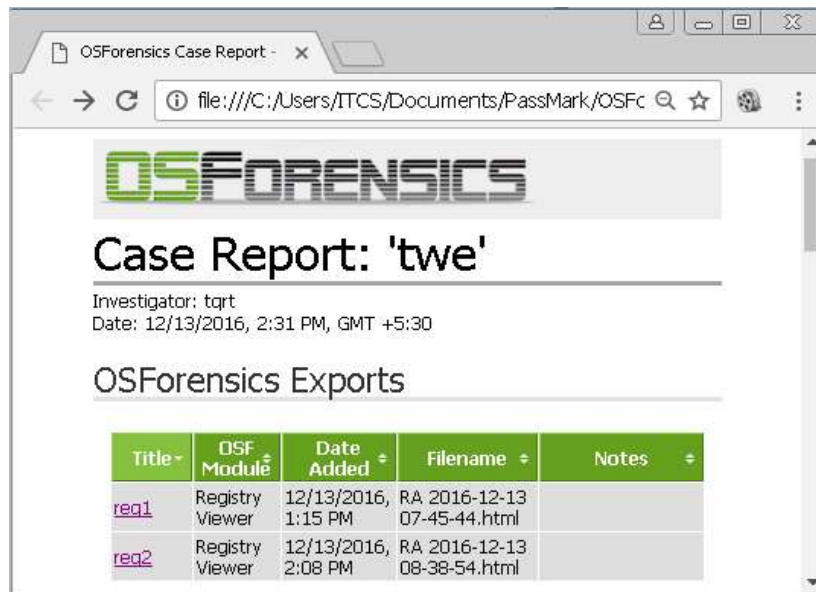 OSForensics Case Report -
file:///C:/Users/ITCS/Documents/PassMark/OSFc
OSFORENSICS
Case Report: 'twe'
Investigator: tqrt
Date: 12/13/2016, 2:31 PM, GMT +5:30
OSForensics Exports
Title OSF Module Date Added Filename Notes
req1 Registry Viewer 12/13/2016, 1:15 PM RA 2016-12-13 07-45-44.html
req2 Registry Viewer 12/13/2016, 2:08 PM RA 2016-12-13 08-38-54.html